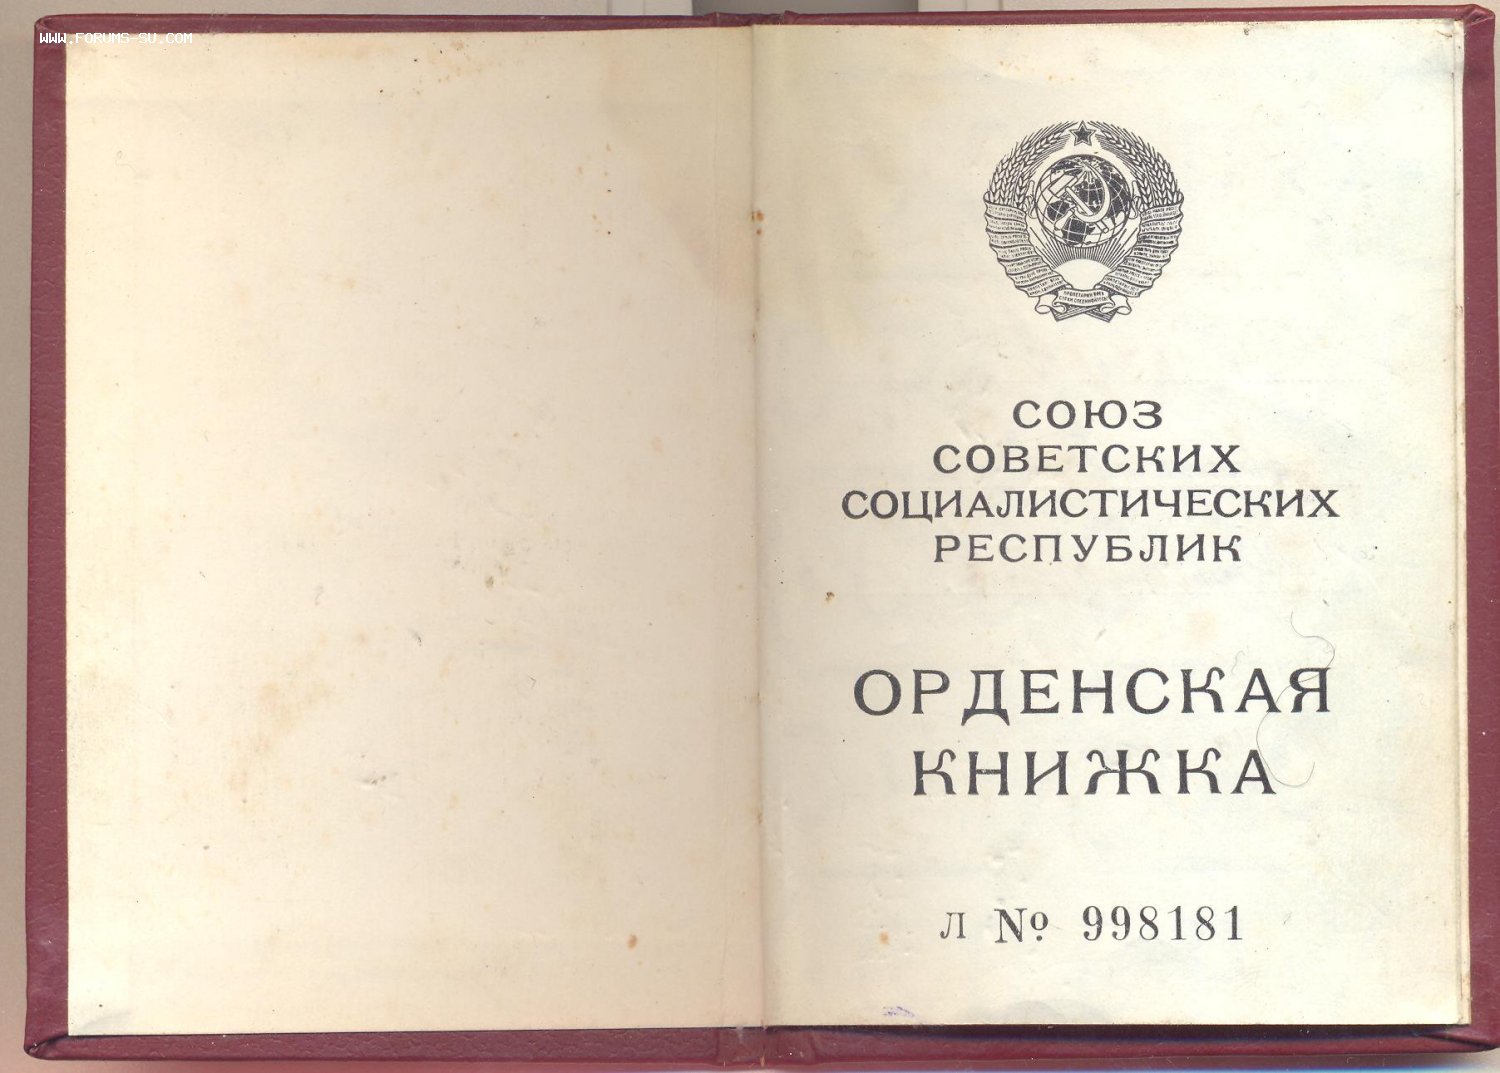 WWW.FORUMS-SU.COM
СОЮЗ
СОВЕТСКИХ
СОЦИАЛИСТИЧЕСКИХ
РЕСПУБЛИК
ОРДЕНСКАЯ
КНИЖКА
Л № 998181